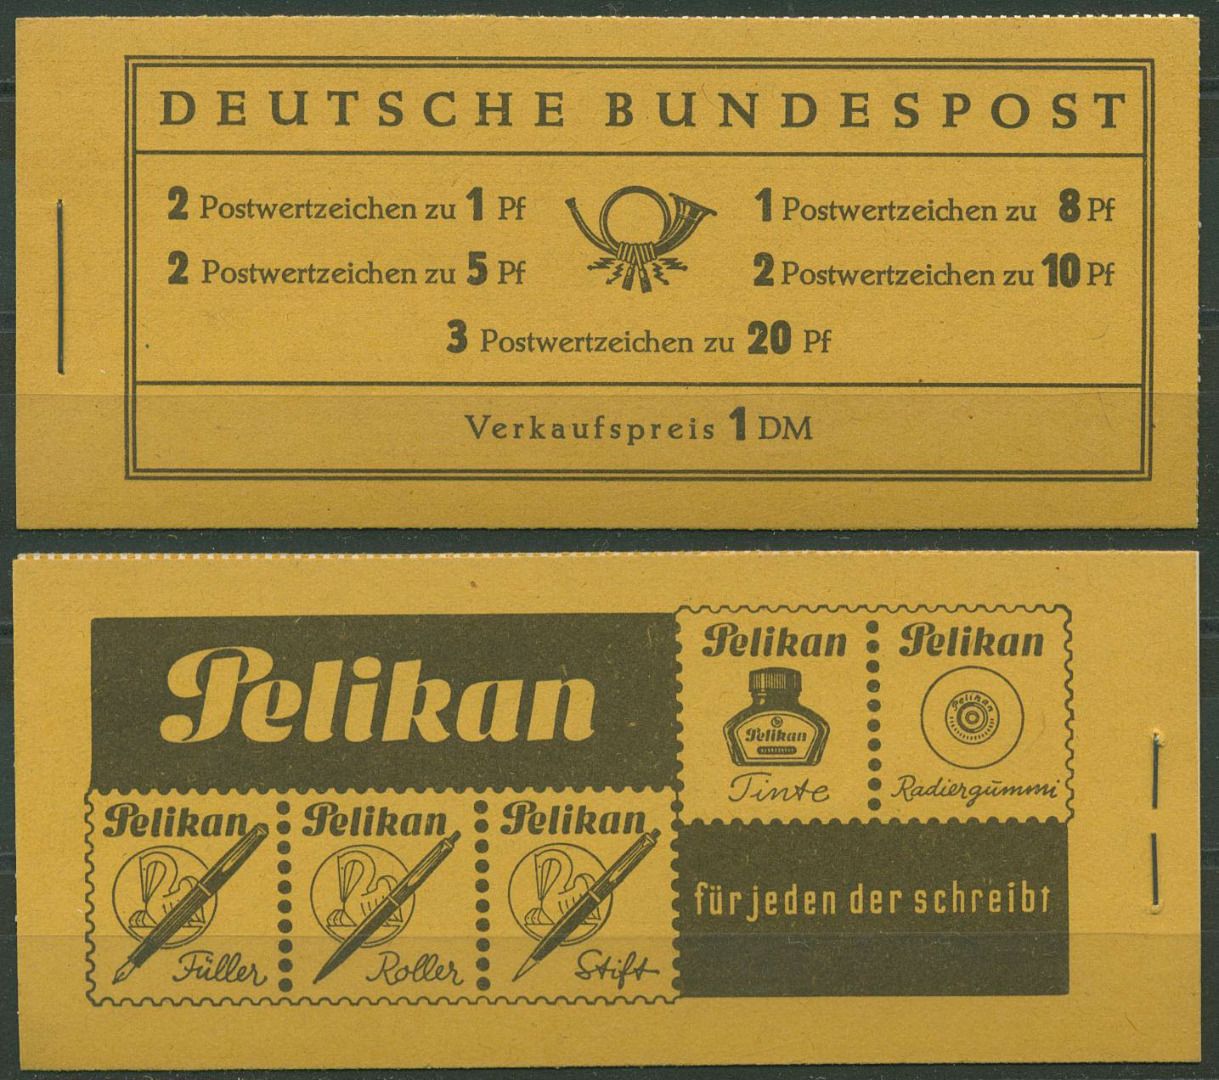 DEUTSCHE BUNDESPOST
2 Postwertzeichen zu 1 Pf
1 Postwertzeichen zu 8 Pf
2 Postwertzeichen zu 5 Pf
2 Postwertzeichen zu 10 Pf
3 Postwertzeichen zu 20 Pf
Verkaufspreis 1 DM
Pelikan
Pelikan
Pelikan
Pelikan
Pelikan
Tinte
Radiergummi
Pelikan
Pelikan
Pelikan
Füller
Roller
Stift
für jeden der schreibt